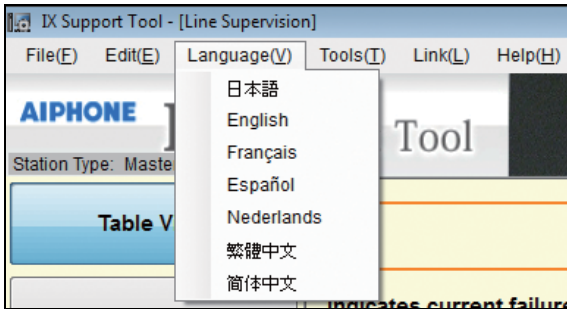 IX Support Tool - [Line Supervision]
File(F) Edit(E) Language(V) Tools(T) Link(L) Help(H)
日本語
English
Français
Español
Nederlands
繁體中文
简体中文
AIPHONE
Tool
Station Type:
Table
indicates current failure